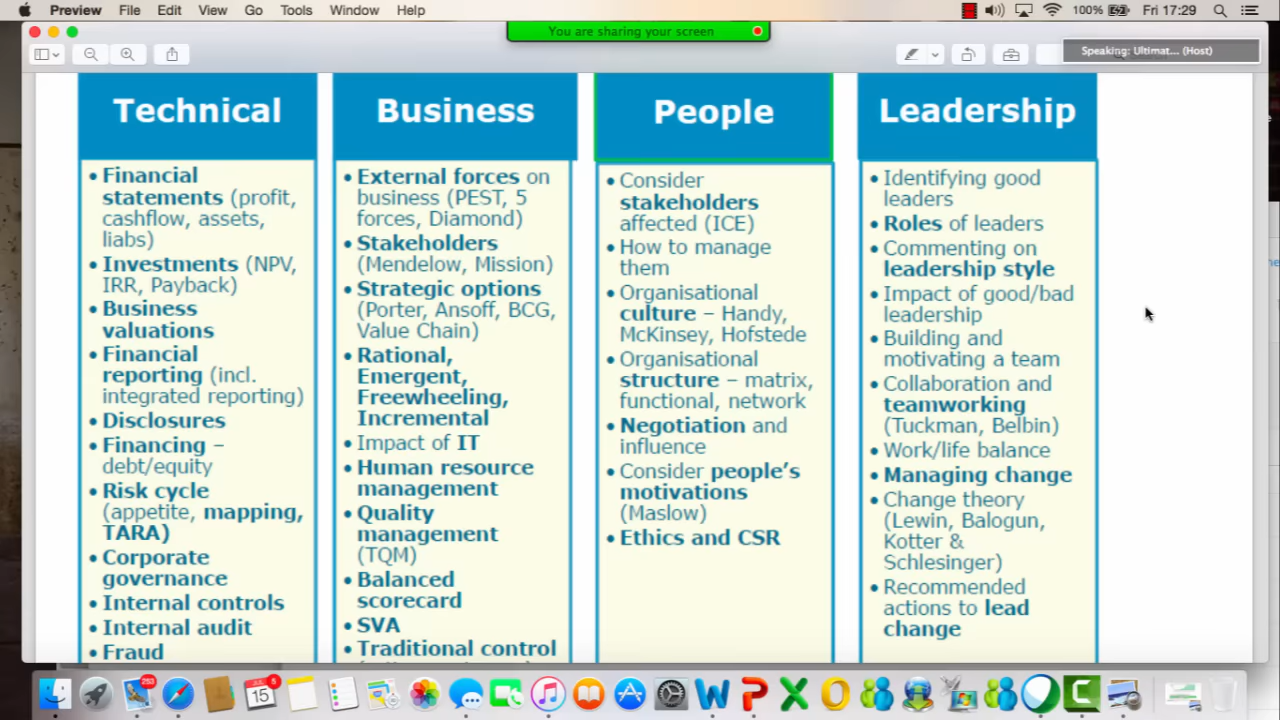 Preview File Edit View Go Tools Window Help 100% Fri 17:29
You are sharing your screen
Speaking: Ultimat... (Host)
Technical
Financial
statements (profit,
cashflow, assets,
liabs)
Investments (NPV,
IRR, Payback)
Business
valuations
Financial
reporting (incl.
integrated reporting)
Disclosures
Financing –
debt/equity
Risk cycle
(appetite, mapping,
TARA)
Corporate
governance
Internal controls
Internal audit
Fraud
Business
External forces on
business (PEST, 5
forces, Diamond)
Stakeholders
(Mendelow, Mission)
Strategic options
(Porter, Ansoff, BCG,
Value Chain)
Rational,
Emergent,
Freewheeling,
Incremental
Impact of IT
Human resource
management
Quality
management
(TQM)
Balanced
scorecard
SVA
Traditional control
People
Consider
stakeholders
affected (ICE)
How to manage
them
Organisational
culture – Handy,
McKinsey, Hofstede
Organisational
structure – matrix,
functional, network
Negotiation and
influence
Consider people's
motivations
(Maslow)
Ethics and CSR
Leadership
Identifying good
leaders
Roles of leaders
Commenting on
leadership style
Impact of good/bad
leadership
Building and
motivating a team
Collaboration and
teamworking
(Tuckman, Belbin)
Work/life balance
Managing change
Change theory
(Lewin, Balogun,
Kotter &
Schlesinger)
Recommended
actions to lead
change